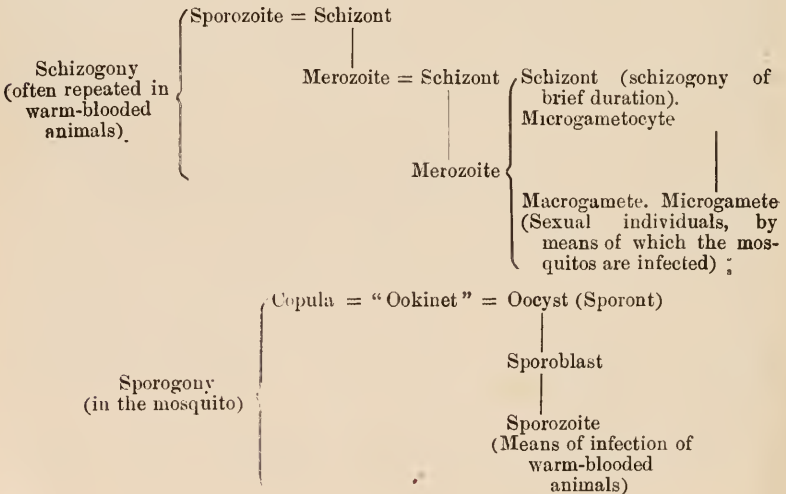 Sporozoite = Schizont
Schizogony
(often repeated in
warm-blooded
animals).
Merozoite = Schizont
Schizont (schizogony of
brief duration).
Microgametocyte
Merozoite
Macrogamete. Microgamete
(Sexual individuals, by
means of which the mos-
quitos are infected) ;
Copula = “Ookinet” = Oocyst (Sporont)
Sporoblast
Sporogony
(in the mosquito)
Sporozoite
(Means of infection of
warm-blooded
animals)